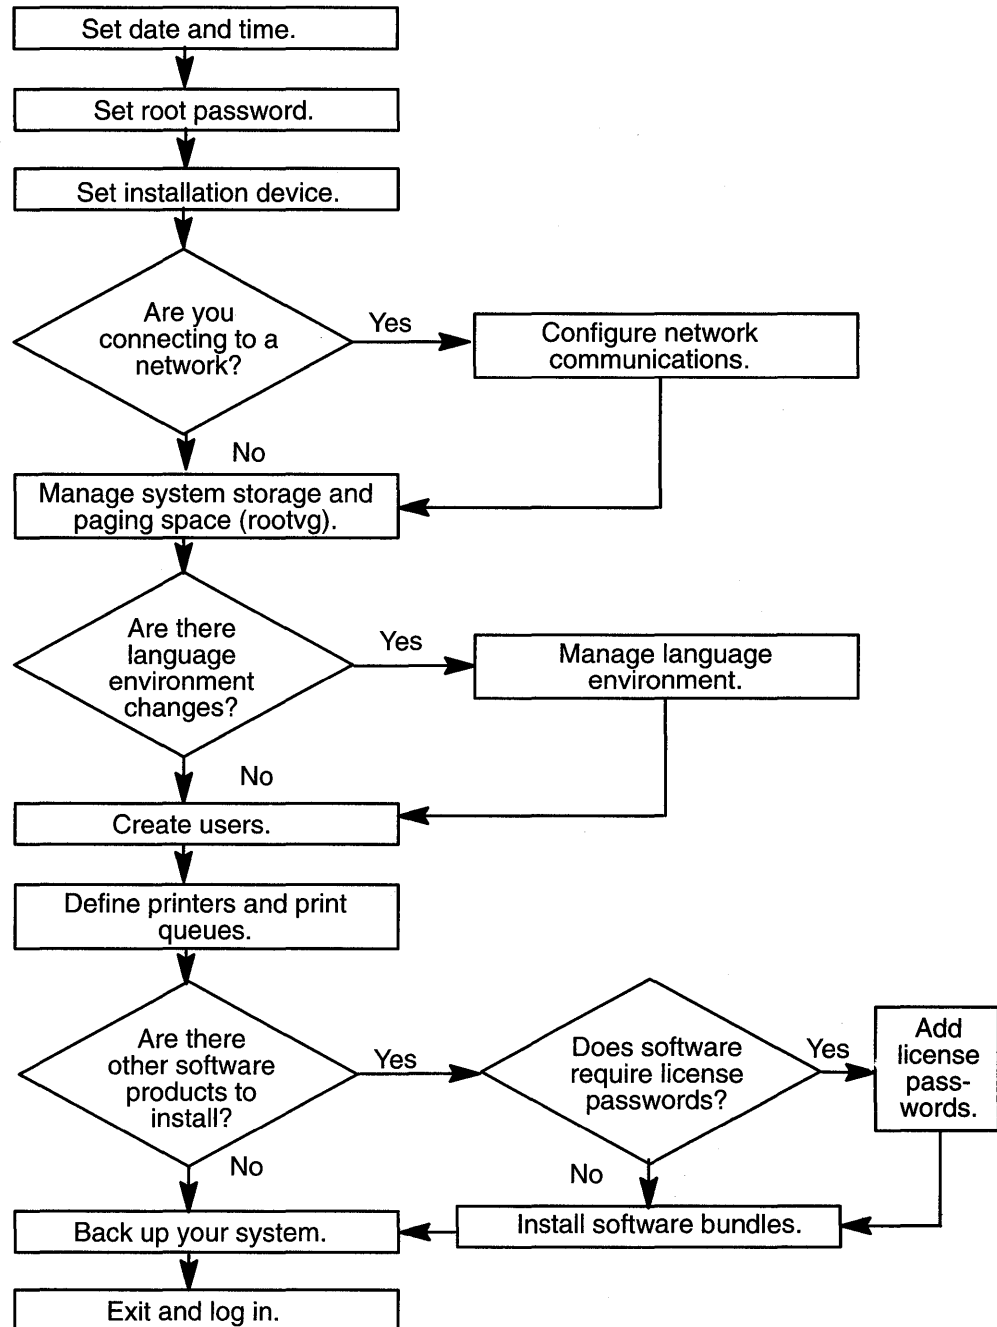 Set date and time.
Set root password.
Set installation device.
Are you
connecting to a
network?
Yes
Configure network
communications.
No
Manage system storage and
paging space (rootvg).
Are there
language
environment
changes?
Yes
Manage language
environment.
No
Create users.
Define printers and print
queues.
Are there
other software
products to
install?
Yes
Does software
require license
passwords?
Yes
Add
license
pass-
words.
No
No
Install software bundles.
Back up your system.
Exit and log in.